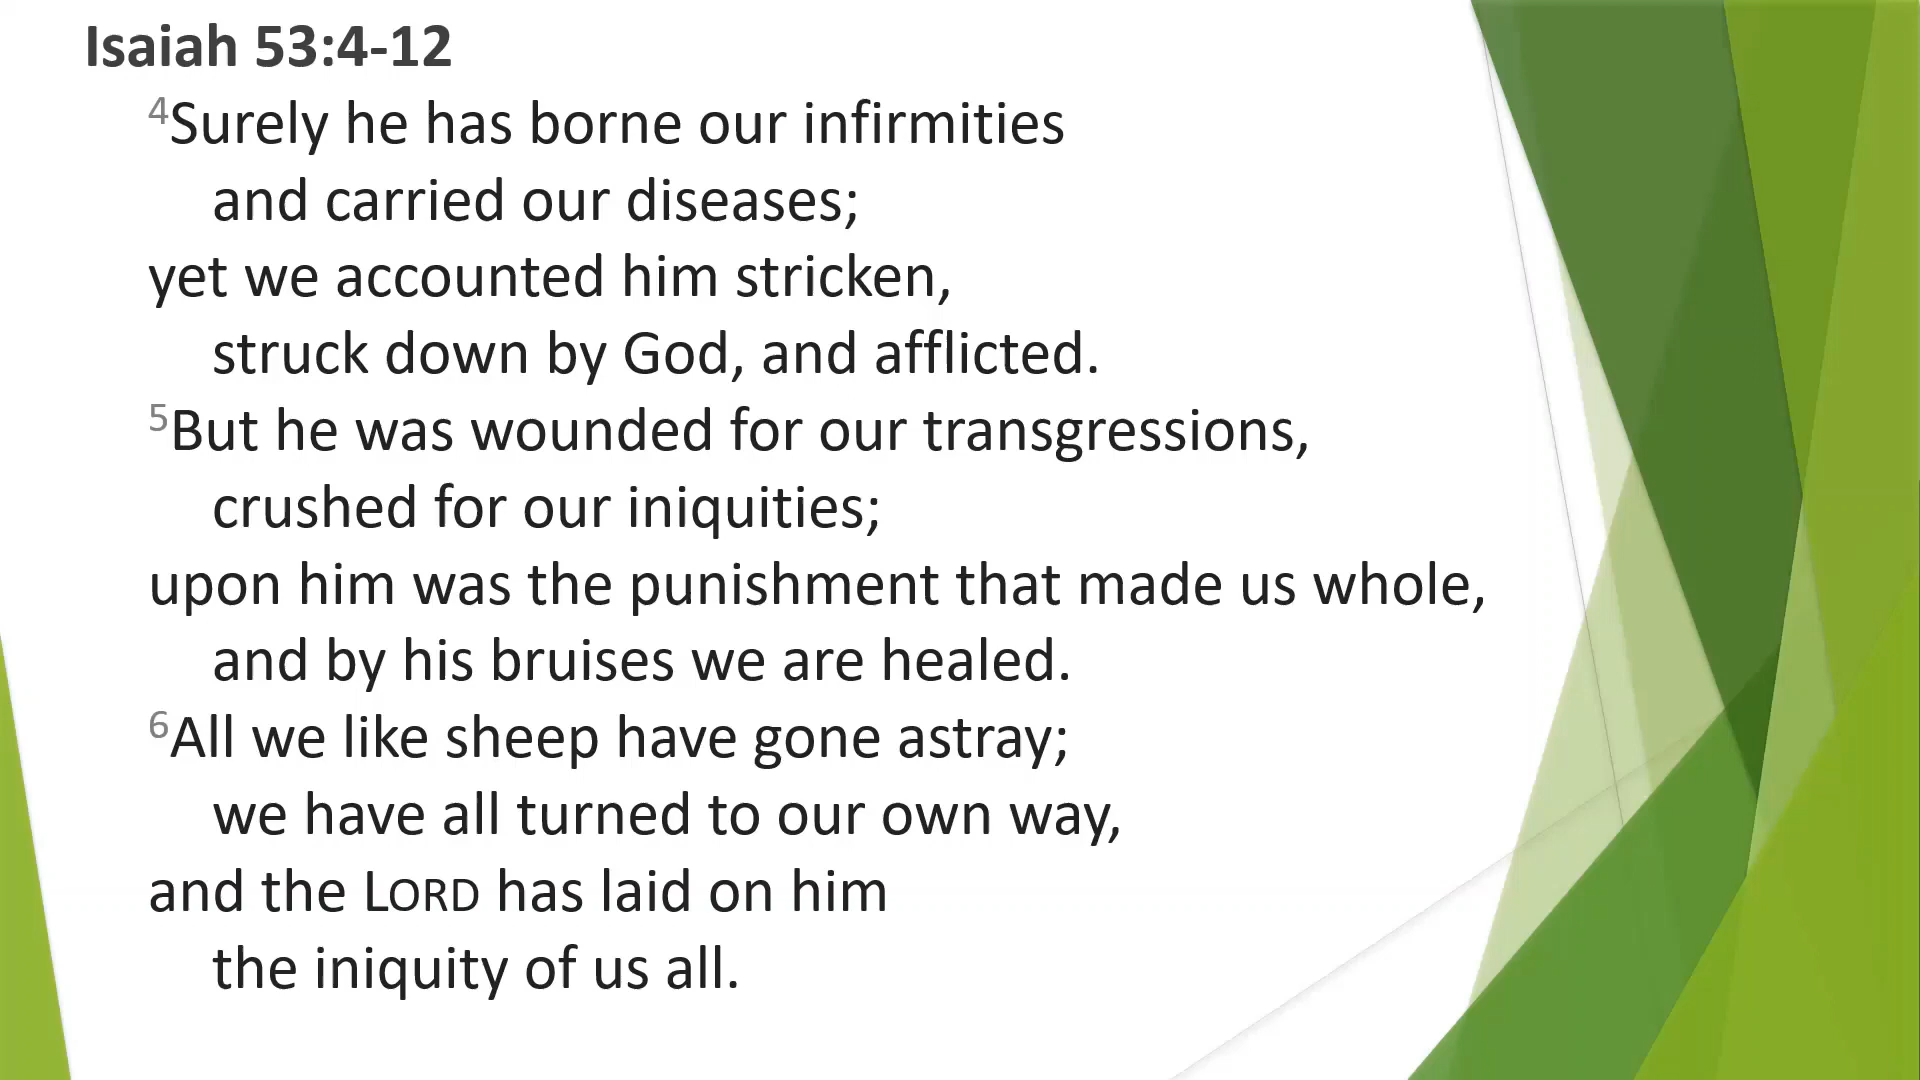 Isaiah 53:4-12
4Surely he has borne our infirmities
and carried our diseases;
yet we accounted him stricken,
struck down by God, and afflicted.
5But he was wounded for our transgressions,
crushed for our iniquities;
upon him was the punishment that made us whole,
and by his bruises we are healed.
6All we like sheep have gone astray;
we have all turned to our own way,
and the LORD has laid on him
the iniquity of us all.